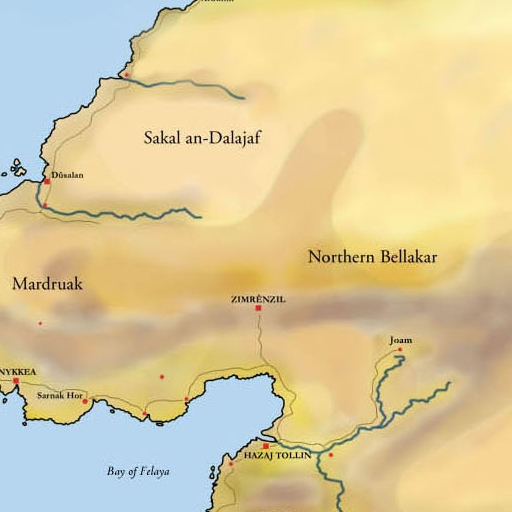 Sakal an-Dalajaf
Dûsalan
Northern Bellakar
Mardruak
ZIMRÊNZIL
Joam
NYKKEA
Sarnak Hor
HAZAJ TOLLIN
Bay of Felaya